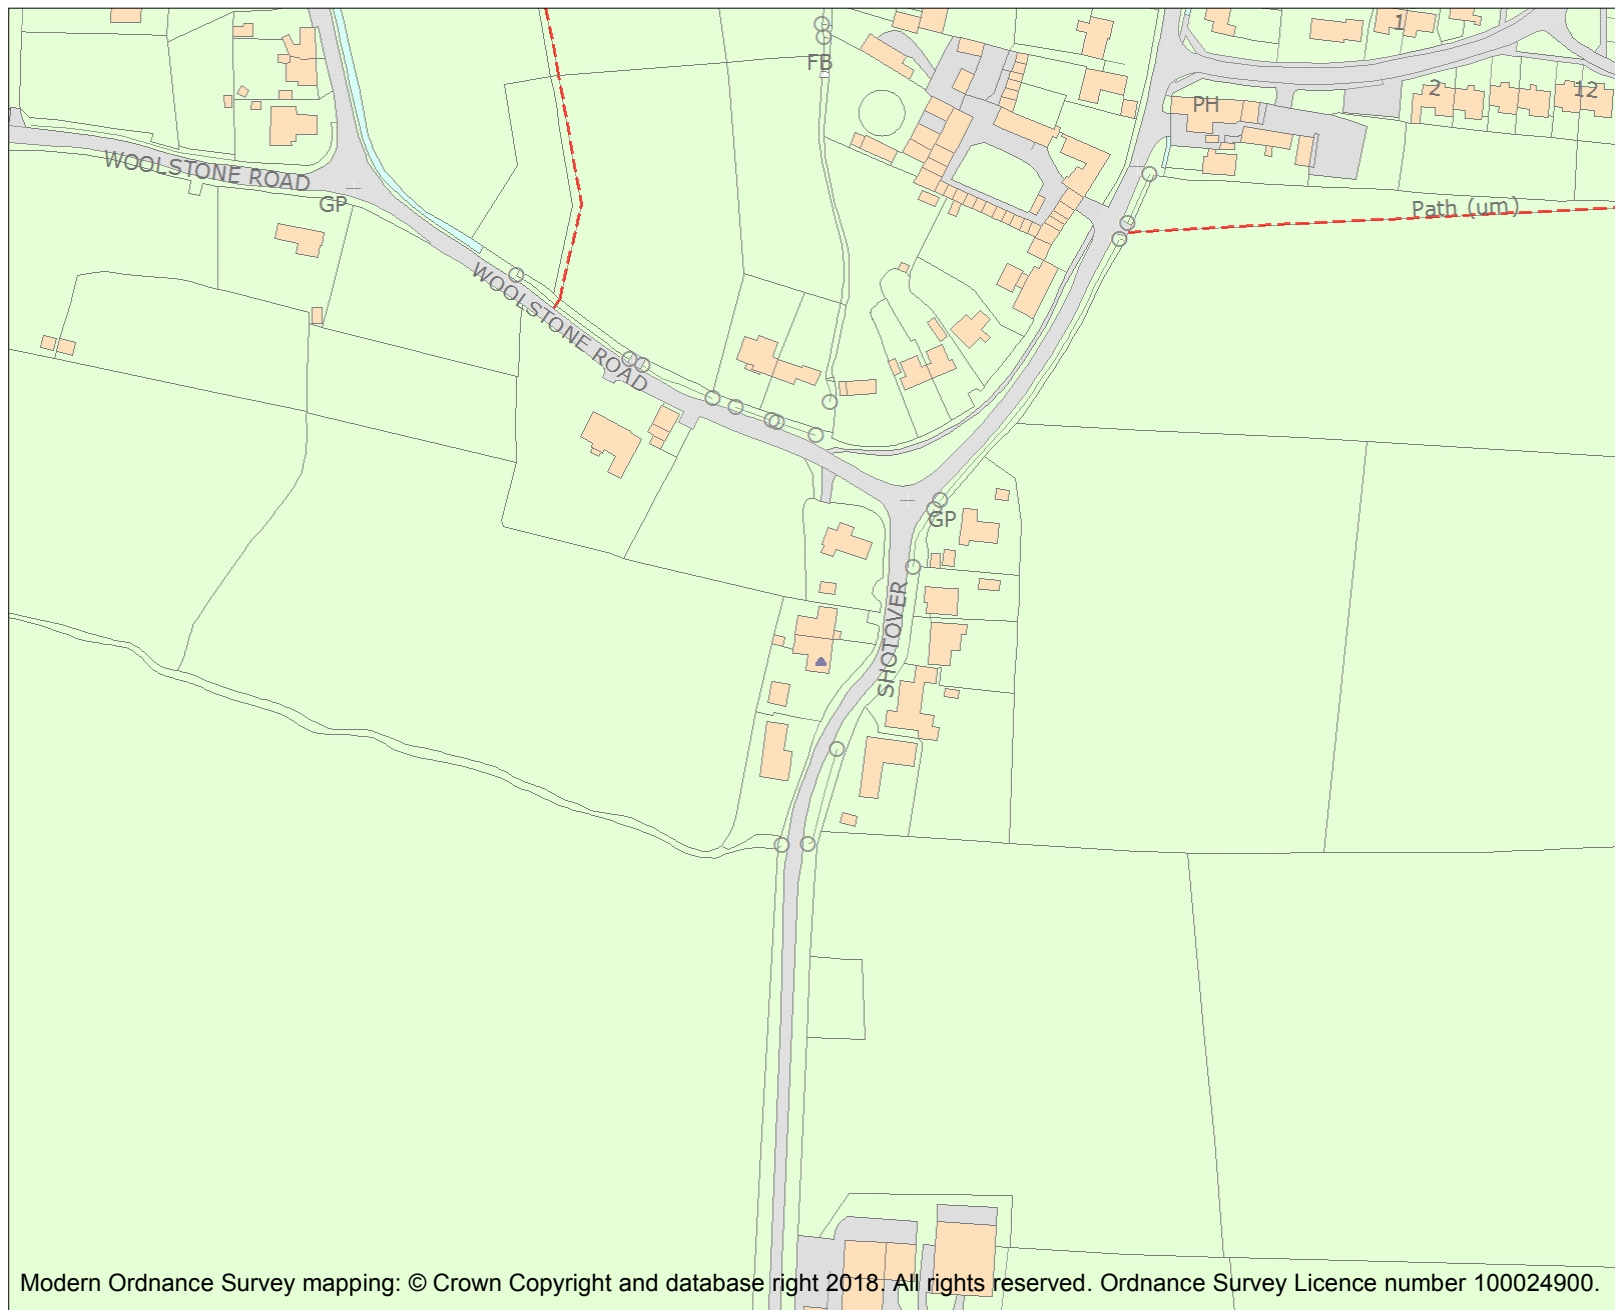 1
FB
2
12
PH
WOOLSTONE ROAD
GP
Path (um)
WOOLSTONE ROAD
GP
SHOTOVER
Modern Ordnance Survey mapping: © Crown Copyright and database right 2018. All rights reserved. Ordnance Survey Licence number 100024900.